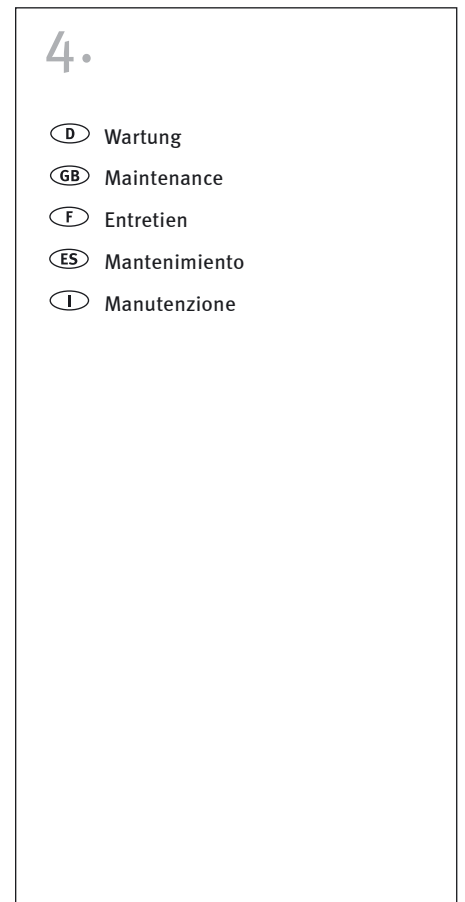 4.
D Wartung
GB Maintenance
F Entretien
ES Mantenimiento
I Manutenzione